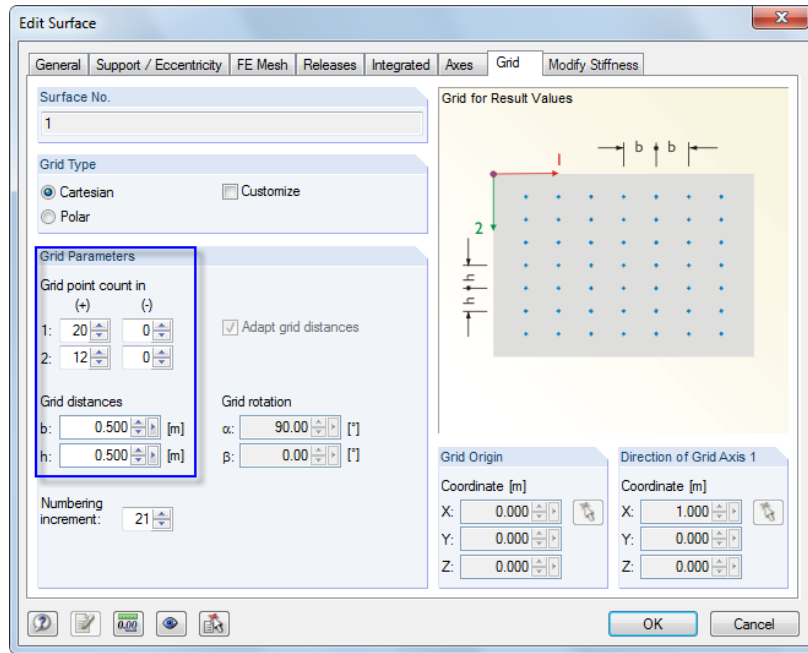 Edit Surface
General Support / Eccentricity FE Mesh Releases Integrated Axes Grid Modify Stiffness
Surface No.
1
Grid Type
Cartesian
Customize
Polar
Grid Parameters
Grid point count in
(+) (-)
1: 20 0
2: 12 0
Adapt grid distances
Grid distances
b: 0.500 [m]
h: 0.500 [m]
Grid rotation
α: 90.00 [°]
β: 0.00 [°]
Numbering
increment: 21
Grid for Result Values
b b
1
2
h
h
Grid Origin
Coordinate [m]
X: 0.000
Y: 0.000
Z: 0.000
Direction of Grid Axis 1
Coordinate [m]
X: 1.000
Y: 0.000
Z: 0.000
0.00
OK Cancel